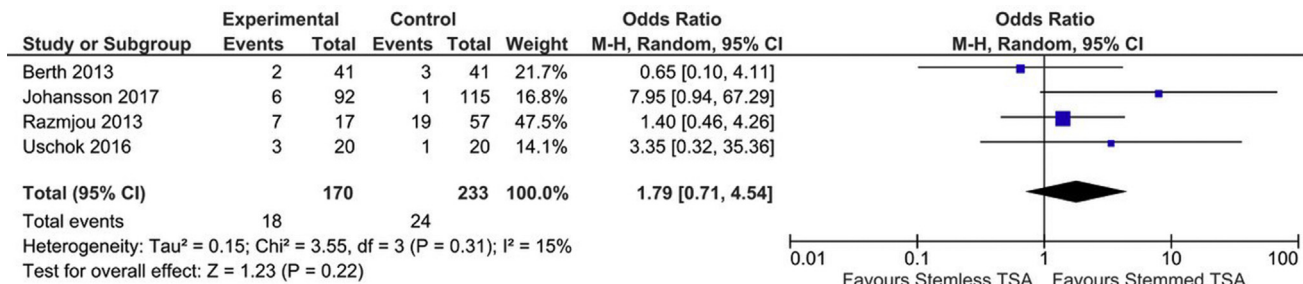 Experimental Control Odds Ratio Odds Ratio
Study or Subgroup Events Total Events Total Weight M-H, Random, 95% CI M-H, Random, 95% CI
Berth 2013 2 41 3 41 21.7% 0.65 [0.10, 4.11]
Johansson 2017 6 92 1 115 16.8% 7.95 [0.94, 67.29]
Razmjou 2013 7 17 19 57 47.5% 1.40 [0.46, 4.26]
Uschok 2016 3 20 1 20 14.1% 3.35 [0.32, 35.36]
Total (95% CI) 170 233 100.0% 1.79 [0.71, 4.54]
Total events 18 24
Heterogeneity: Tau² = 0.15; Chi² = 3.55, df = 3 (P = 0.31); I² = 15%
Test for overall effect: Z = 1.23 (P = 0.22)
0.01 0.1 1 10 100
Favours Stemless TSA Favours Stemmed TSA